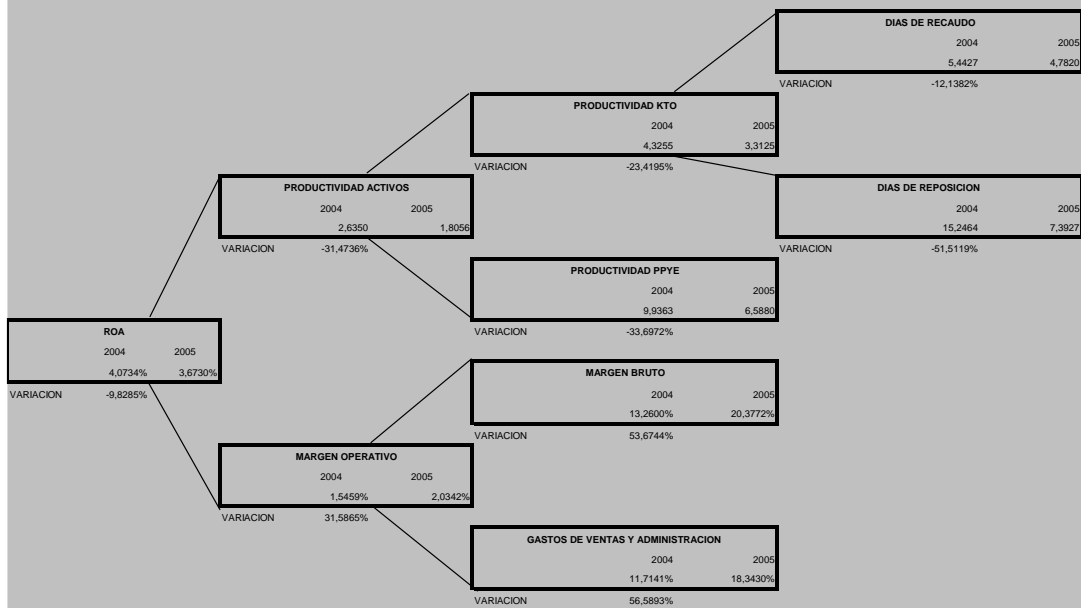 DIAS DE RECAUDO
2004 2005
5,4427 4,7820
VARIACION -12,1382%
PRODUCTIVIDAD KTO
2004 2005
4,3255 3,3125
VARIACION -23,4195%
PRODUCTIVIDAD ACTIVOS
2004 2005
2,6350 1,8056
VARIACION -31,4736%
DIAS DE REPOSICION
2004 2005
15,2464 7,3927
VARIACION -51,5119%
PRODUCTIVIDAD PPYE
2004 2005
9,9363 6,5880
VARIACION -33,6972%
ROA
2004 2005
4,0734% 3,6730%
VARIACION -9,8285%
MARGEN BRUTO
2004 2005
13,2600% 20,3772%
VARIACION 53,6744%
MARGEN OPERATIVO
2004 2005
1,5459% 2,0342%
VARIACION 31,5865%
GASTOS DE VENTAS Y ADMINISTRACION
2004 2005
11,7141% 18,3430%
VARIACION 56,5893%